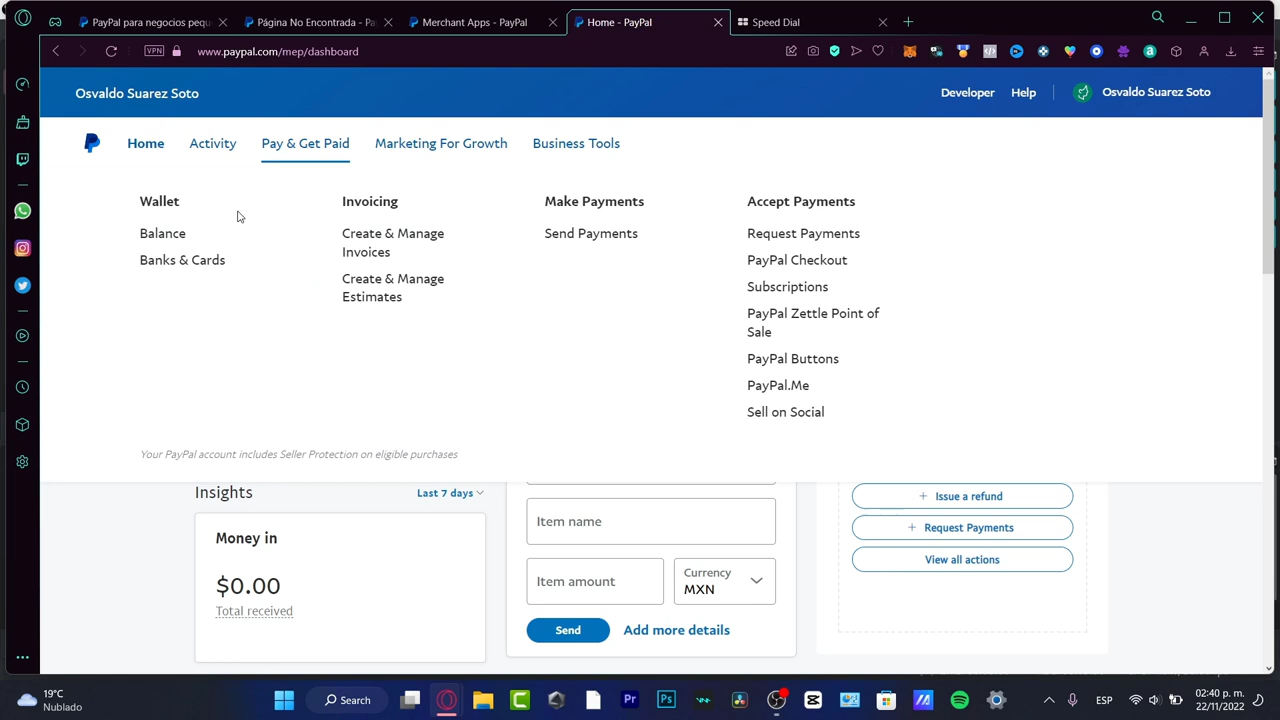 PayPal para negocios pequ
Página No Encontrada - Pa
Merchant Apps - PayPal
Home - PayPal
Speed Dial
VPN
www.paypal.com/mep/dashboard
Osvaldo Suarez Soto
Developer
Help
Osvaldo Suarez Soto
Home
Activity
Pay & Get Paid
Marketing For Growth
Business Tools
Wallet
Balance
Banks & Cards
Invoicing
Create & Manage
Invoices
Create & Manage
Estimates
Make Payments
Send Payments
Accept Payments
Request Payments
PayPal Checkout
Subscriptions
PayPal Zettle Point of
Sale
PayPal Buttons
PayPal.Me
Sell on Social
Your PayPal account includes Seller Protection on eligible purchases
Insights
Last 7 days
Money in
$0.00
Total received
Item name
Item amount
Currency
MXN
Send
Add more details
+ Issue a refund
+ Request Payments
View all actions
19°C
Nublado
Search
Pr
Ps
ESP
02:40 p. m.
22/11/2022